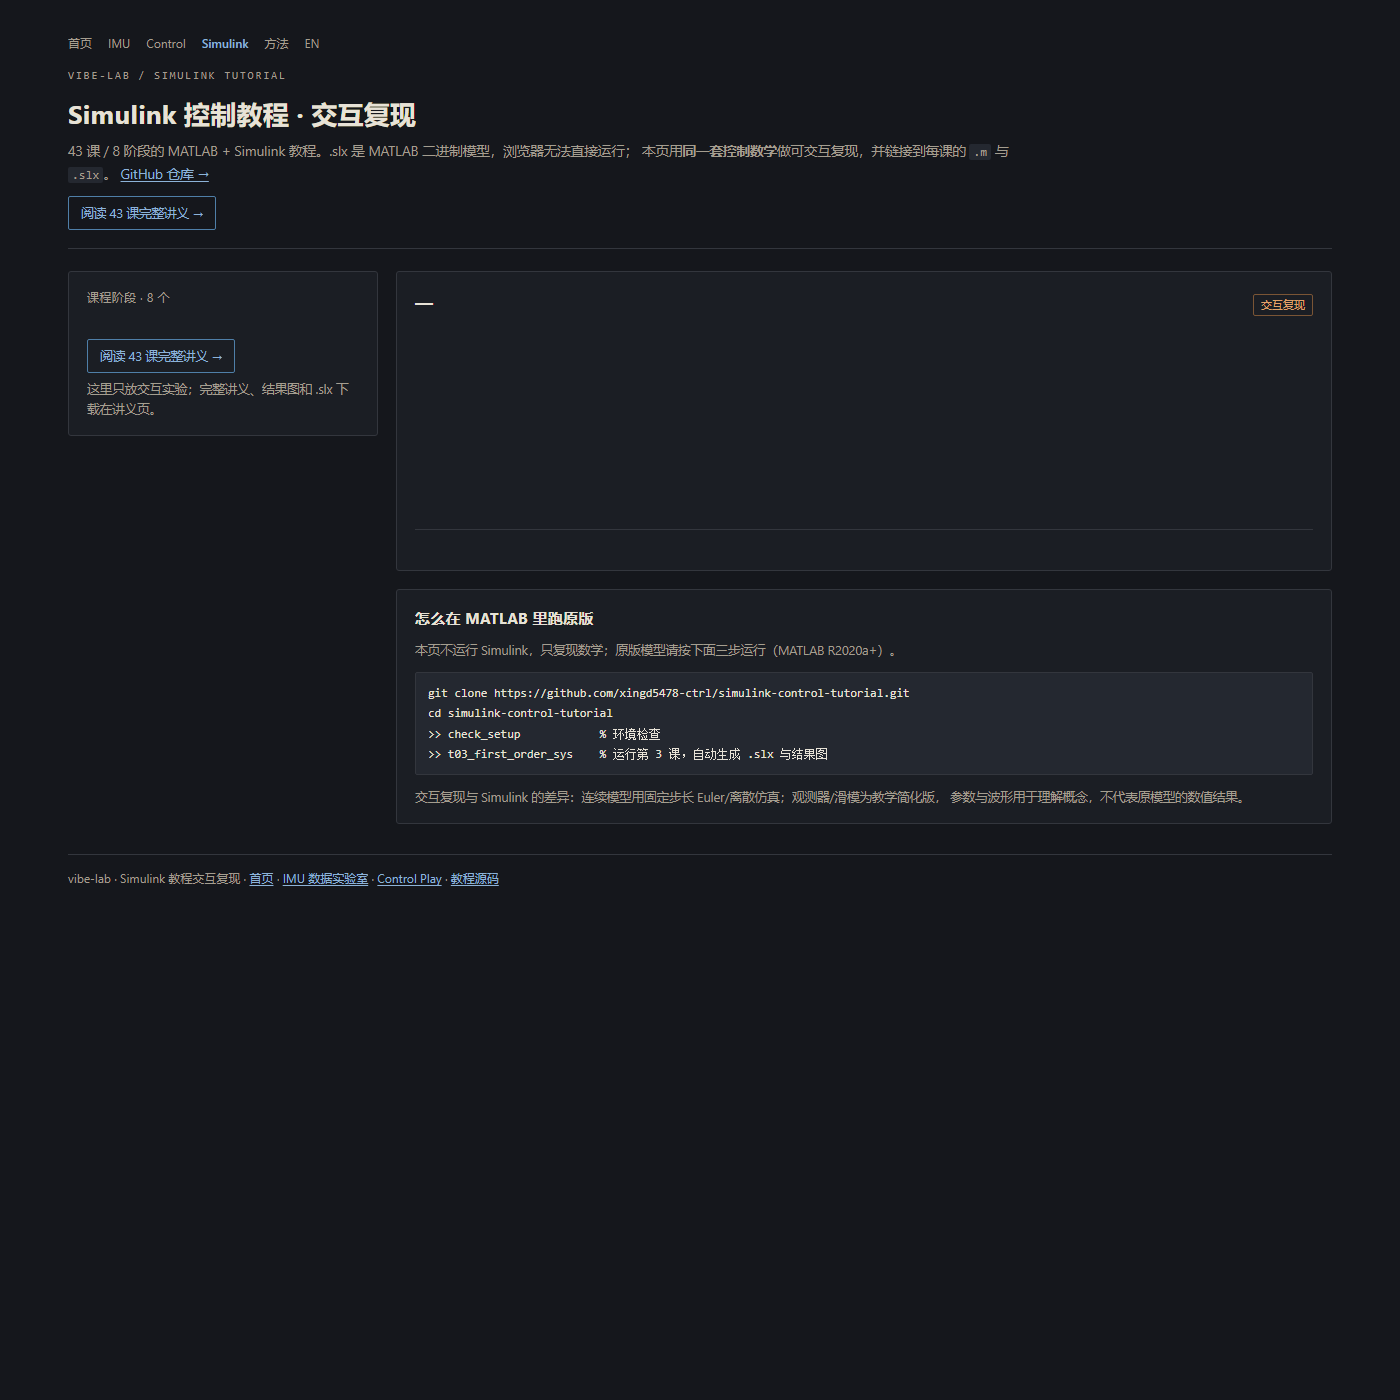 首页 IMU Control Simulink 方法 EN
VIBE-LAB / SIMULINK TUTORIAL
Simulink 控制教程 · 交互复现
43 课 / 8 阶段的 MATLAB + Simulink 教程。.slx 是 MATLAB 二进制模型，浏览器无法直接运行； 本页用同一套控制数学做可交互复现，并链接到每课的 .m 与
.slx。 GitHub 仓库 →
阅读 43 课完整讲义 →
课程阶段 · 8 个
阅读 43 课完整讲义 →
这里只放交互实验；完整讲义、结果图和 .slx 下
载在讲义页。
—
交互复现
怎么在 MATLAB 里跑原版
本页不运行 Simulink，只复现数学；原版模型请按下面三步运行（MATLAB R2020a+）。
git clone https://github.com/xingd5478-ctrl/simulink-control-tutorial.git
cd simulink-control-tutorial
>> check_setup            % 环境检查
>> t03_first_order_sys    % 运行第 3 课，自动生成 .slx 与结果图
交互复现与 Simulink 的差异：连续模型用固定步长 Euler/离散仿真；观测器/滑模为教学简化版， 参数与波形用于理解概念，不代表原模型的数值结果。
vibe-lab · Simulink 教程交互复现 · 首页 · IMU 数据实验室 · Control Play · 教程源码